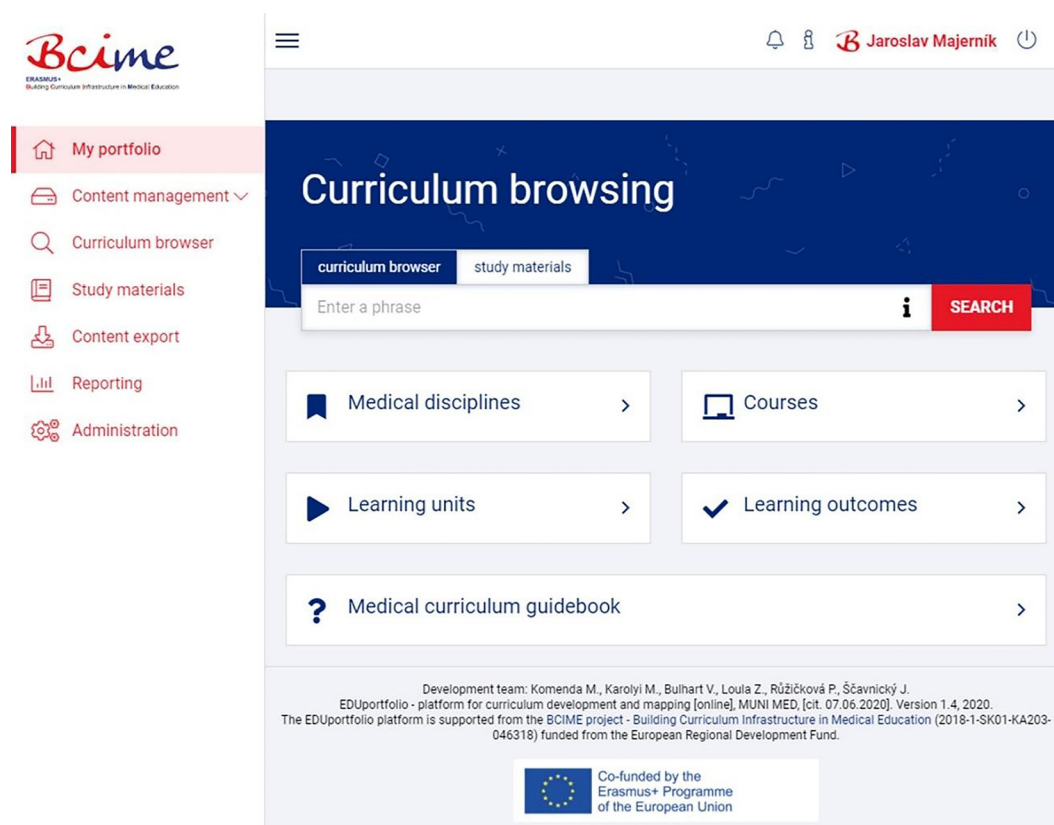 Bcime
ERASMUS+
Building Curriculum Infrastructure in Medical Education
Jaroslav Majerník
My portfolio
Content management
Curriculum browser
Study materials
Content export
Reporting
Administration
Curriculum browsing
curriculum browser
study materials
Enter a phrase
SEARCH
Medical disciplines
Courses
Learning units
Learning outcomes
Medical curriculum guidebook
Development team: Komenda M., Karolyi M., Bulhart V., Loula Z., Růžičková P., Ščavnický J.
EDUportfolio - platform for curriculum development and mapping [online], MUNI MED, [cit. 07.06.2020]. Version 1.4, 2020.
The EDUportfolio platform is supported from the BCIME project - Building Curriculum Infrastructure in Medical Education (2018-1-SK01-KA203-
046318) funded from the European Regional Development Fund.
Co-funded by the
Erasmus+ Programme
of the European Union